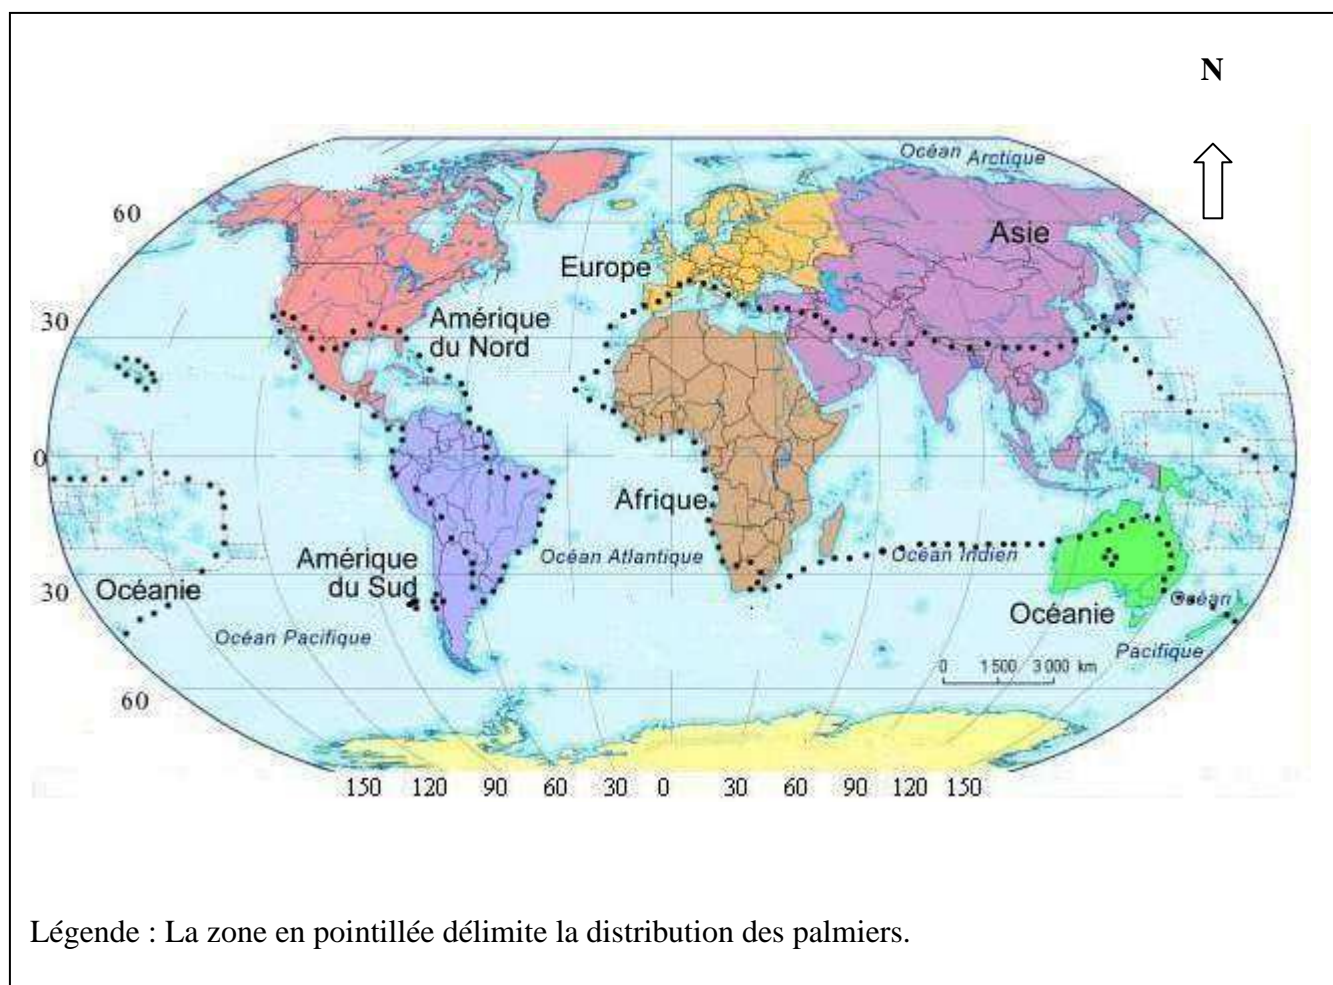 N
Océan Arctique
60
Asie
Europe
30
Amérique
du Nord
0
Afrique
Océan Atlantique
Océan Indien
Amérique
du Sud
30
Océanie
Océanie
Océan
Pacifique
Océan Pacifique
0 1 500 3 000 km
60
150 120 90 60 30 0 30 60 90 120 150
Légende : La zone en pointillée délimite la distribution des palmiers.